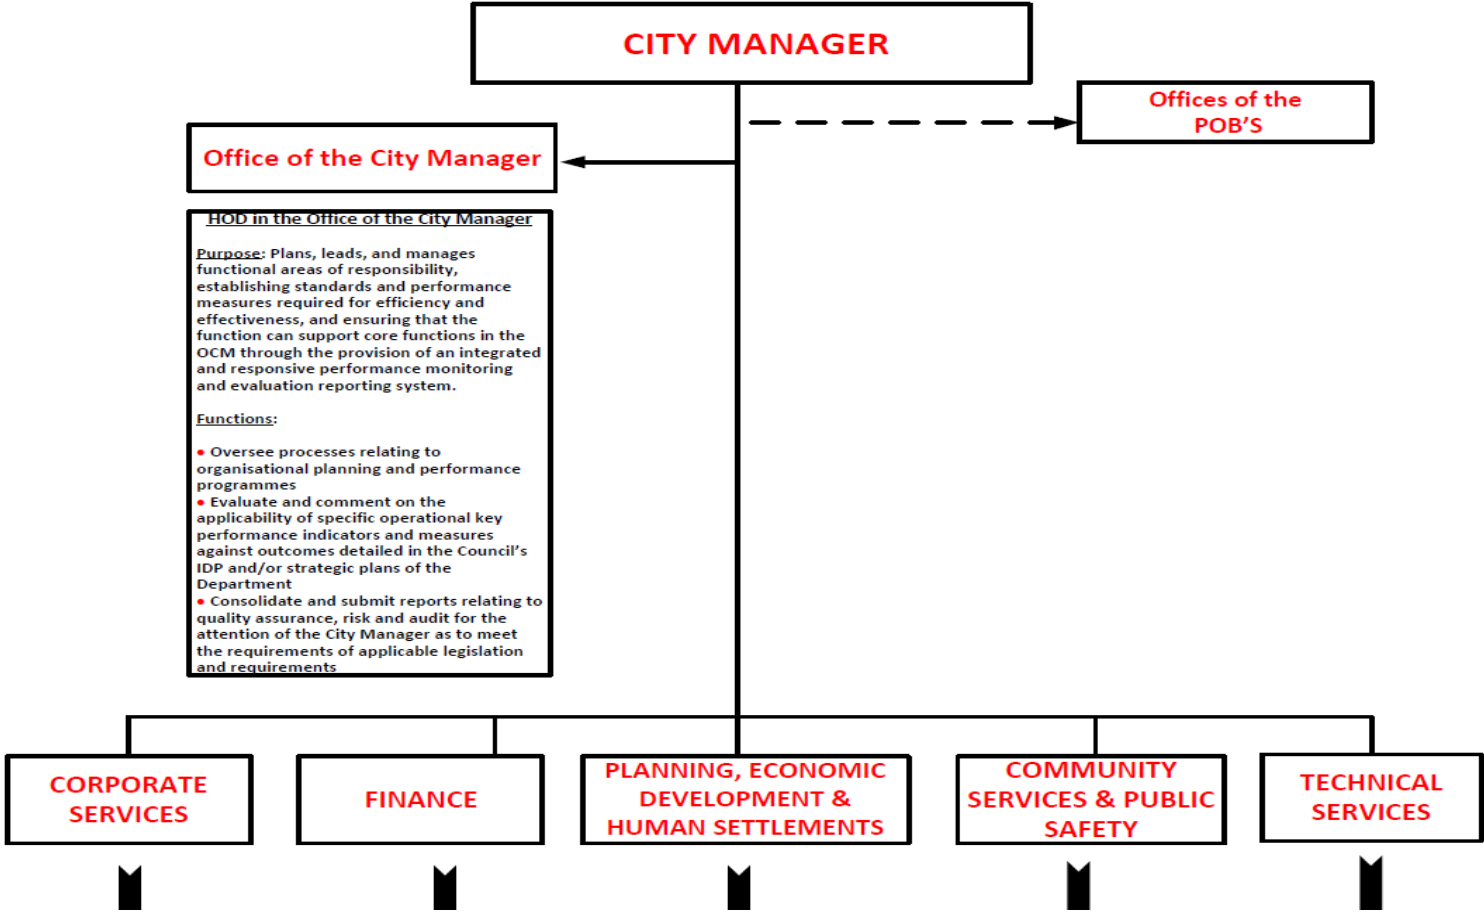 CITY MANAGER
Offices of the
POB'S
Office of the City Manager
HOD in the Office of the City Manager
Purpose: Plans, leads, and manages
functional areas of responsibility,
establishing standards and performance
measures required for efficiency and
effectiveness, and ensuring that the
function can support core functions in the
OCM through the provision of an integrated
and responsive performance monitoring
and evaluation reporting system.
Functions:
• Oversee processes relating to
organisational planning and performance
programmes
• Evaluate and comment on the
applicability of specific operational key
performance indicators and measures
against outcomes detailed in the Council's
IDP and/or strategic plans of the
Department
• Consolidate and submit reports relating to
quality assurance, risk and audit for the
attention of the City Manager as to meet
the requirements of applicable legislation
and requirements
CORPORATE
SERVICES
FINANCE
PLANNING, ECONOMIC
DEVELOPMENT &
HUMAN SETTLEMENTS
COMMUNITY
SERVICES & PUBLIC
SAFETY
TECHNICAL
SERVICES